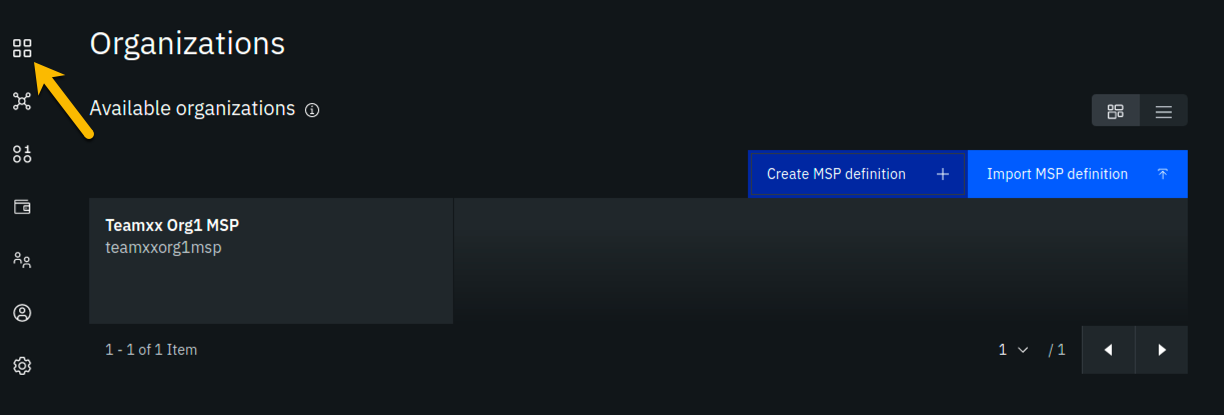 Organizations
Available organizations
Create MSP definition
Import MSP definition
Teamxx Org1 MSP
teamxxorg1msp
1 - 1 of 1 Item
1
/ 1